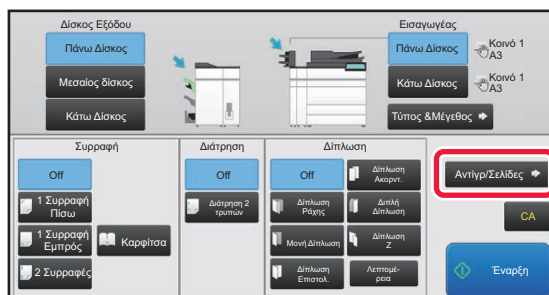 Δίσκος Εξόδου
Εισαγωγέας
Πάνω Δίσκος
Μεσαίος δίσκος
Κάτω Δίσκος
Πάνω Δίσκος
Κοινό 1
A3
Κάτω Δίσκος
Κοινό 1
A3
Τύπος &Μέγεθος
Συρραφή
Off
1 Συρραφή
Πίσω
1 Συρραφή
Εμπρός
Καρφίτσα
2 Συρραφές
Διάτρηση
Off
Διάτρηση 2
τρυπών
Δίπλωση
Off
Δίπλωση
Ακορντ.
Δίπλωση
Ράχης
Διπλή
Δίπλωση
Μονή Δίπλωση
Δίπλωση
Z
Δίπλωση
Επιστολ.
Λεπτομέ-
ρεια
Αντίγρ/Σελίδες
CA
Έναρξη